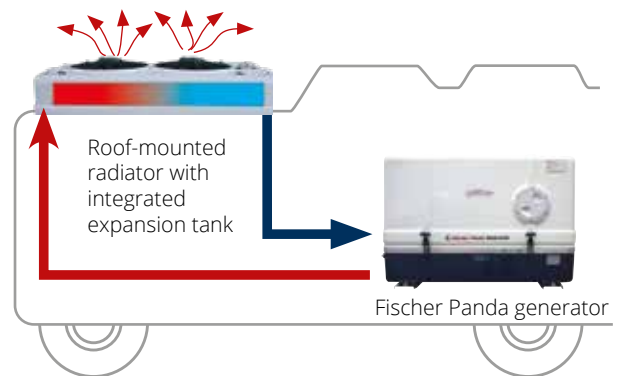 Roof-mounted
radiator with
integrated
expansion tank
Fischer Panda generator